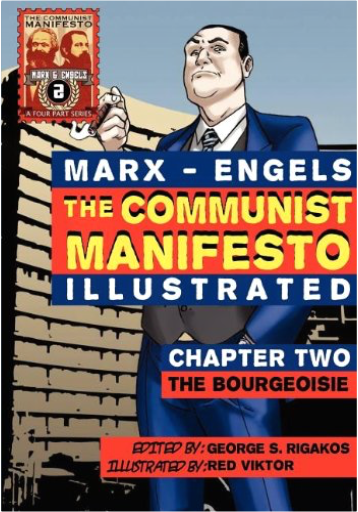 THE COMMUNIST
MANIFESTO
MARX & ENGELS
2
A FOUR PART SERIES
MARX - ENGELS
THE COMMUNIST
MANIFESTO
ILLUSTRATED
CHAPTER TWO
THE BOURGEOISIE
EDITED BY: GEORGE S. RIGAKOS
ILLUSTRATED BY: RED VIKTOR